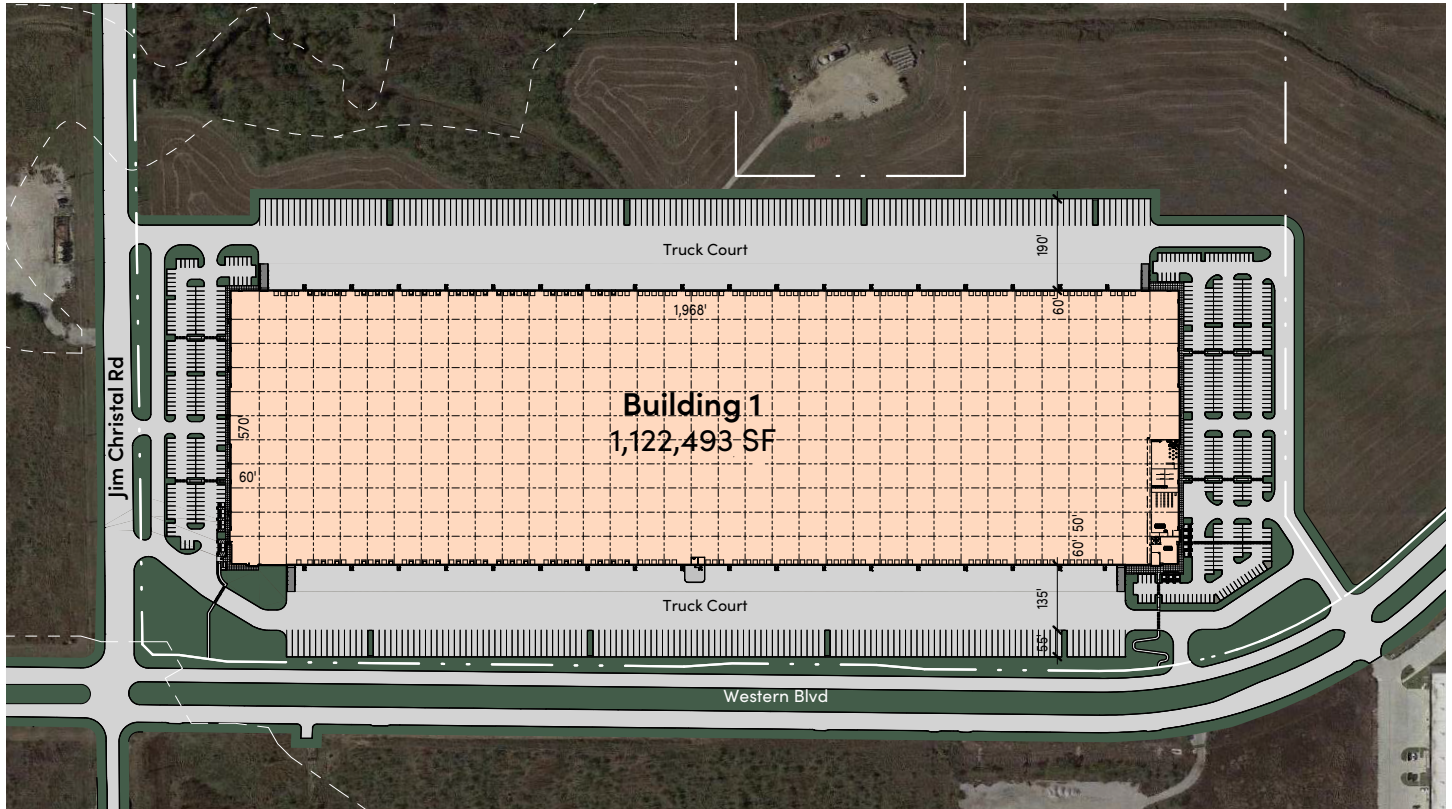 Truck Court
190'
1,968'
60'
Jim Christal Rd
Building 1
1,122,493 SF
570'
60'
50'
60'
Truck Court
135'
55'
Western Blvd